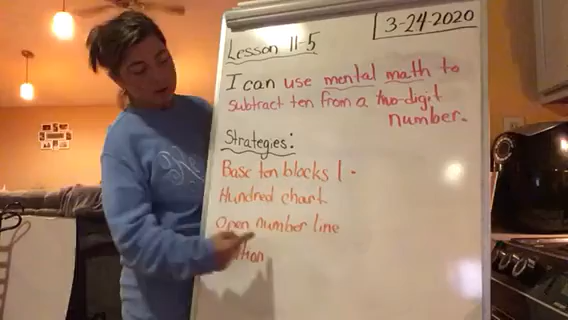 3-24-2020
Lesson 11-5
I can use mental math to
subtract ten from a two-digit
number.
Strategies:
Base ten blocks
Hundred chart
Open number line